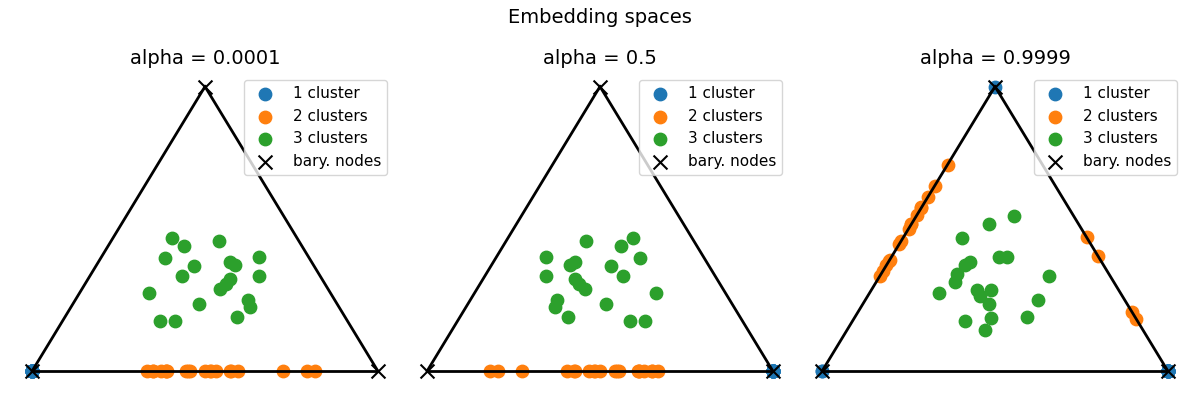 Embedding spaces
alpha = 0.0001
1 cluster
2 clusters
3 clusters
bary. nodes
alpha = 0.5
1 cluster
2 clusters
3 clusters
bary. nodes
alpha = 0.9999
1 cluster
2 clusters
3 clusters
bary. nodes